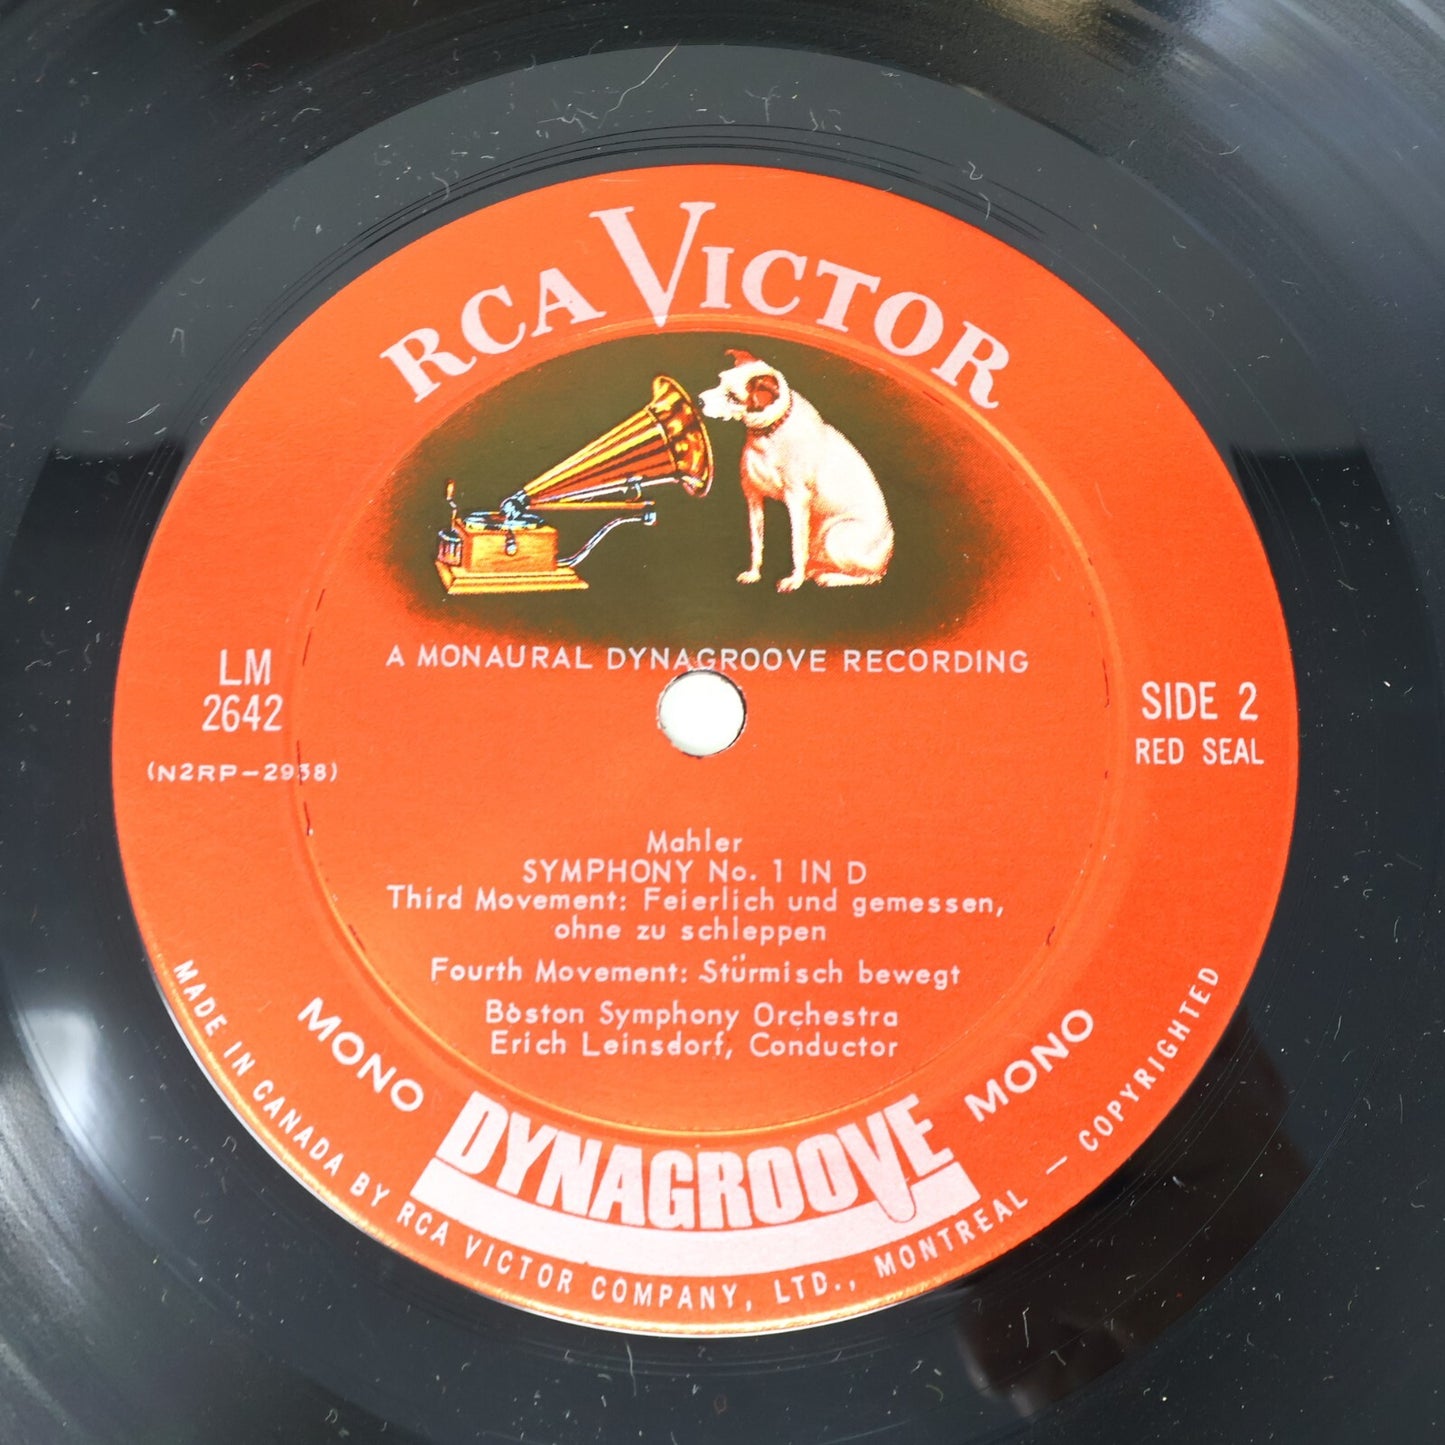 RCA VICTOR
A MONAURAL DYNAGROOVE RECORDING
LM
2642
(N2RP-2938)
SIDE 2
RED SEAL
Mahler
SYMPHONY No. 1 IN D
Third Movement: Feierlich und gemessen,
ohne zu schleppen
Fourth Movement: Stürmisch bewegt
Boston Symphony Orchestra
Erich Leinsdorf, Conductor
MONO
DYNAGROOVE
MONO
MADE IN CANADA BY RCA VICTOR COMPANY, LTD., MONTREAL — COPYRIGHTED